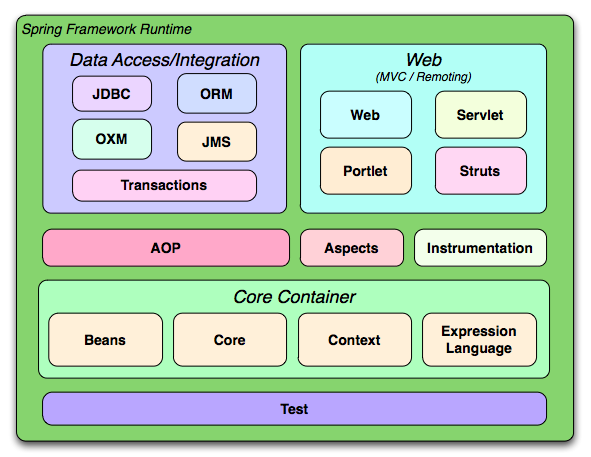 Spring Framework Runtime
Data Access/Integration
JDBC
ORM
OXM
JMS
Transactions
Web
(MVC / Remoting)
Web
Servlet
Portlet
Struts
AOP
Aspects
Instrumentation
Core Container
Beans
Core
Context
Expression
Language
Test